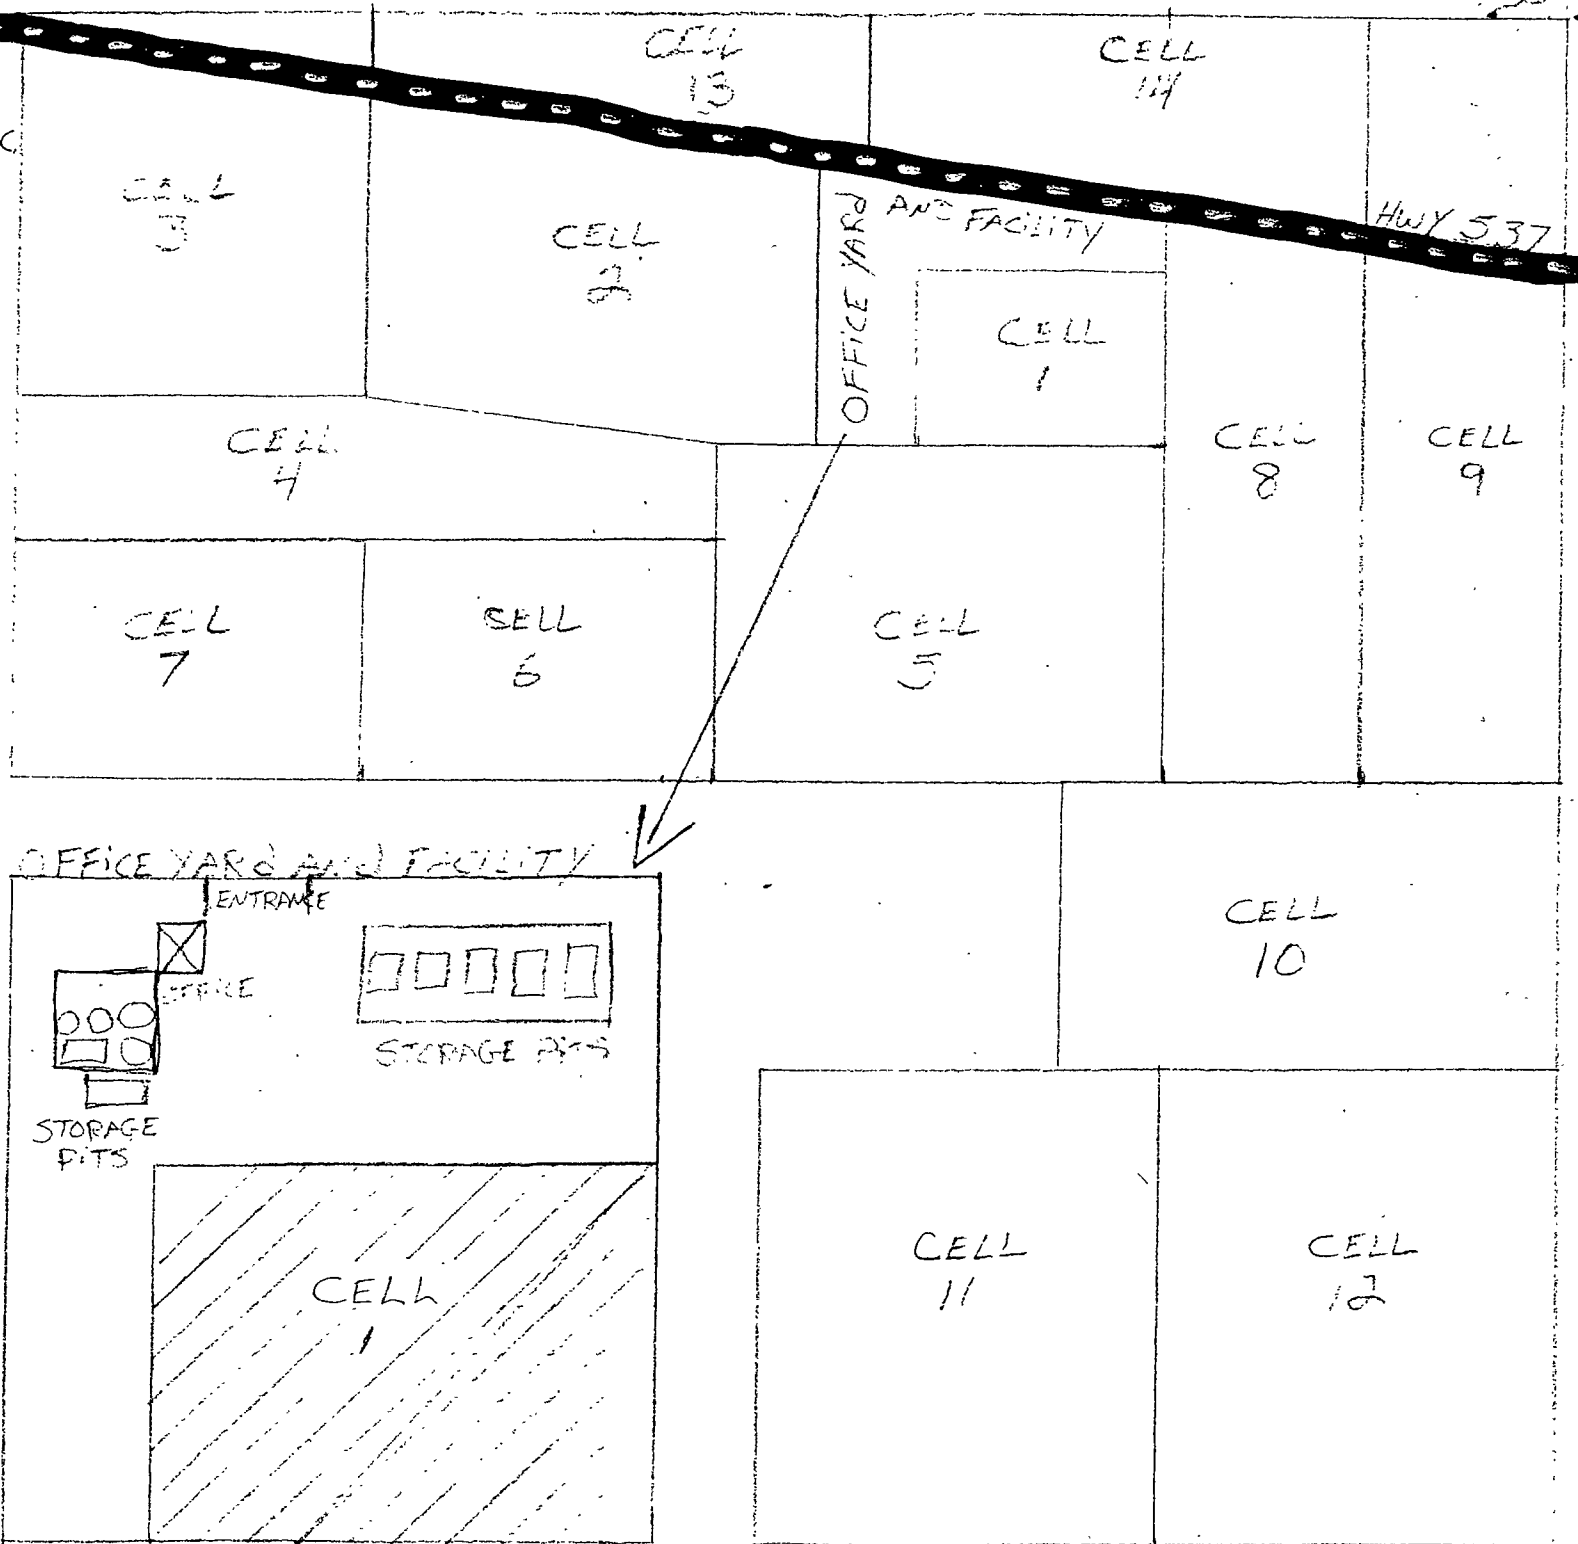 CELL
13
CELL
14
C
CELL
3
CELL
2
OFFICE YARd
AND FACILITY
HWY 537
CELL
1
CELL
4
CELL
8
CELL
9
CELL
7
CELL
6
CELL
5
OFFICE YARd ANd FACILITY
ENTRANCE
OFFICE
STORAGE PITS
STORAGE
PITS
CELL
1
CELL
10
CELL
11
CELL
12